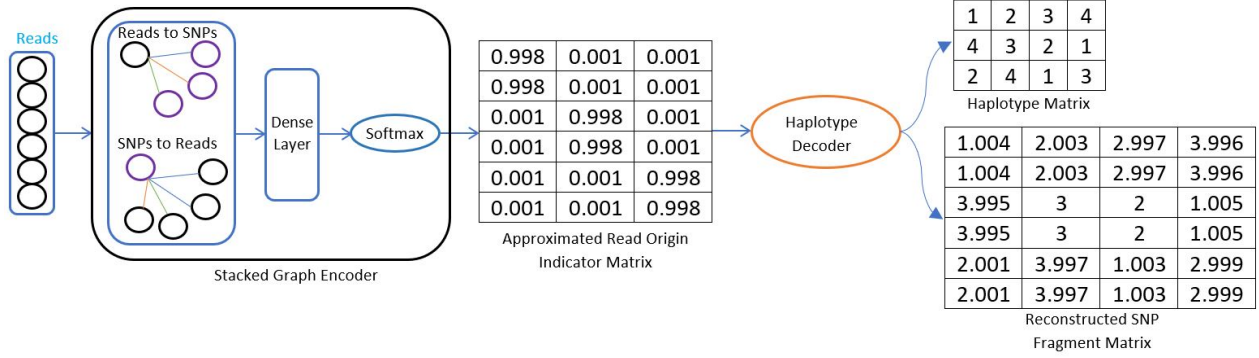 Reads
Reads to SNPs
SNPs to Reads
Dense
Layer
Softmax
Stacked Graph Encoder
0.998 0.001 0.001
0.998 0.001 0.001
0.001 0.998 0.001
0.001 0.998 0.001
0.001 0.001 0.998
0.001 0.001 0.998
Approximated Read Origin
Indicator Matrix
Haplotype
Decoder
1 2 3 4
4 3 2 1
2 4 1 3
Haplotype Matrix
1.004 2.003 2.997 3.996
1.004 2.003 2.997 3.996
3.995 3 2 1.005
3.995 3 2 1.005
2.001 3.997 1.003 2.999
2.001 3.997 1.003 2.999
Reconstructed SNP
Fragment Matrix